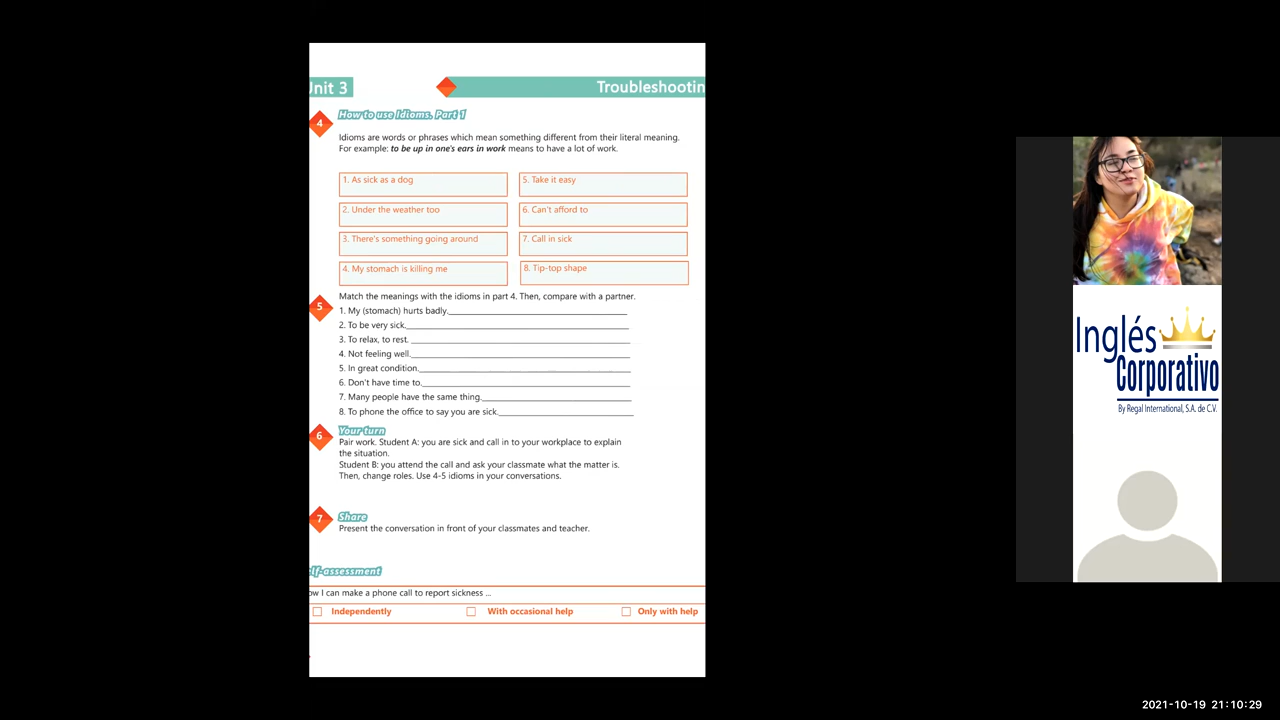 Unit 3
Troubleshootin
4
How to use Idioms. Part 1
Idioms are words or phrases which mean something different from their literal meaning.
For example: to be up in one's ears in work means to have a lot of work.
1. As sick as a dog
5. Take it easy
2. Under the weather too
6. Can't afford to
3. There's something going around
7. Call in sick
4. My stomach is killing me
8. Tip-top shape
5
Match the meanings with the idioms in part 4. Then, compare with a partner.
1. My (stomach) hurts badly.
2. To be very sick.
3. To relax, to rest.
4. Not feeling well.
5. In great condition.
6. Don't have time to.
7. Many people have the same thing.
8. To phone the office to say you are sick.
6
Your turn
Pair work. Student A: you are sick and call in to your workplace to explain
the situation.
Student B: you attend the call and ask your classmate what the matter is.
Then, change roles. Use 4-5 idioms in your conversations.
7
Share
Present the conversation in front of your classmates and teacher.
lf-assessment
ow I can make a phone call to report sickness ...
Independently
With occasional help
Only with help
Inglés
Corporativo
By Regal International, S.A. de C.V.
2021-10-19 21:10:29